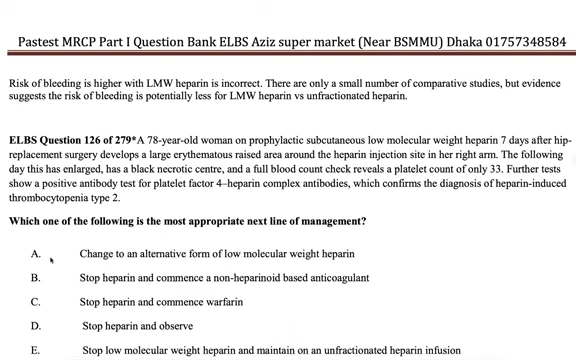 Pastest MRCP Part I Question Bank ELBS Aziz super market (Near BSMMU) Dhaka 01757348584
Risk of bleeding is higher with LMW heparin is incorrect. There are only a small number of comparative studies, but evidence
suggests the risk of bleeding is potentially less for LMW heparin vs unfractionated heparin.
ELBS Question 126 of 279*A 78-year-old woman on prophylactic subcutaneous low molecular weight heparin 7 days after hip-
replacement surgery develops a large erythematous raised area around the heparin injection site in her right arm. The following
day this has enlarged, has a black necrotic centre, and a full blood count check reveals a platelet count of only 33. Further tests
show a positive antibody test for platelet factor 4–heparin complex antibodies, which confirms the diagnosis of heparin-induced
thrombocytopenia type 2.
Which one of the following is the most appropriate next line of management?
A. Change to an alternative form of low molecular weight heparin
B. Stop heparin and commence a non-heparinoid based anticoagulant
C. Stop heparin and commence warfarin
D. Stop heparin and observe
E. Stop low molecular weight heparin and maintain on an unfractionated heparin infusion